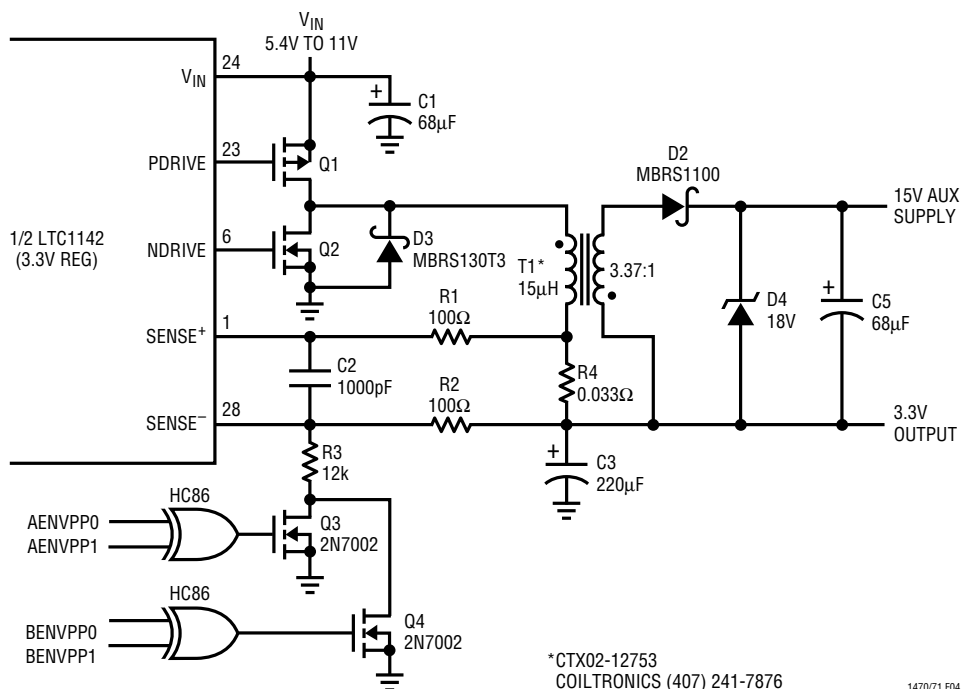 VIN
5.4V TO 11V
VIN
24
+
C1
68µF
PDRIVE
23
Q1
D2
MBRS1100
15V AUX
SUPPLY
1/2 LTC1142
(3.3V REG)
NDRIVE
6
Q2
D3
MBRS130T3
T1*
15µH
3.37:1
D4
18V
+
C5
68µF
SENSE+
1
R1
100Ω
C2
1000pF
R4
0.033Ω
SENSE–
28
R2
100Ω
3.3V
OUTPUT
R3
12k
+
C3
220µF
HC86
AENVPP0
AENVPP1
Q3
2N7002
HC86
BENVPP0
BENVPP1
Q4
2N7002
*CTX02-12753
COILTRONICS (407) 241-7876
1470/71 F04